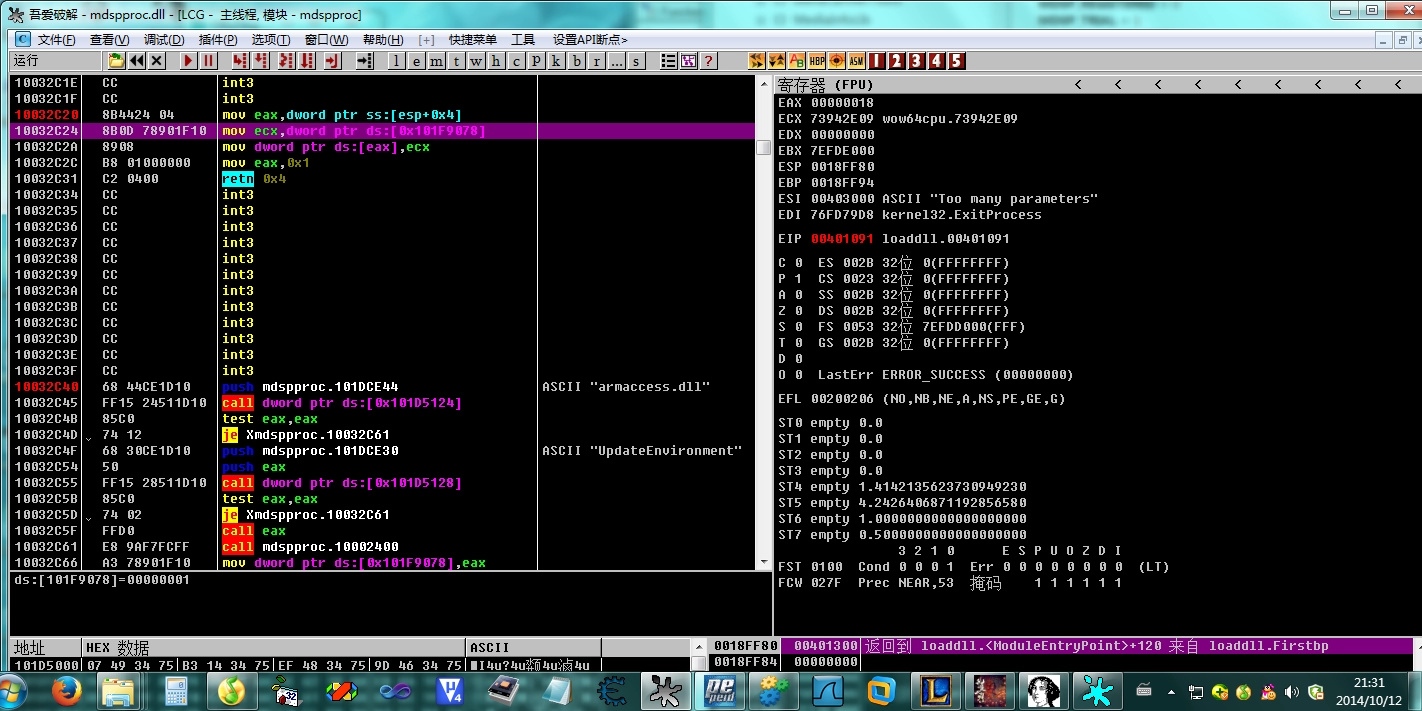 吾爱破解 - mdspproc.dll - [LCG - 主线程, 模块 - mdspproc]
文件(F) 查看(V) 调试(D) 插件(P) 选项(T) 窗口(W) 帮助(H) [+] 快捷菜单 工具 设置API断点>
运行 l e m t w h c P k b r ... s ? HBP ASM 1 2 3 4 5
10032C1E CC int3
10032C1F CC int3
10032C20 8B4424 04 mov eax,dword ptr ss:[esp+0x4]
10032C24 8B0D 78901F10 mov ecx,dword ptr ds:[0x101F9078]
10032C2A 8908 mov dword ptr ds:[eax],ecx
10032C2C B8 01000000 mov eax,0x1
10032C31 C2 0400 retn 0x4
10032C34 CC int3
10032C35 CC int3
10032C36 CC int3
10032C37 CC int3
10032C38 CC int3
10032C39 CC int3
10032C3A CC int3
10032C3B CC int3
10032C3C CC int3
10032C3D CC int3
10032C3E CC int3
10032C3F CC int3
10032C40 68 44CE1D10 push mdspproc.101DCE44 ASCII "armaccess.dll"
10032C45 FF15 24511D10 call dword ptr ds:[0x101D5124]
10032C4B 85C0 test eax,eax
10032C4D 74 12 je Xmdspproc.10032C61
10032C4F 68 30CE1D10 push mdspproc.101DCE30 ASCII "UpdateEnvironment"
10032C54 50 push eax
10032C55 FF15 28511D10 call dword ptr ds:[0x101D5128]
10032C5B 85C0 test eax,eax
10032C5D 74 02 je Xmdspproc.10032C61
10032C5F FFD0 call eax
10032C61 E8 9AF7FCFF call mdspproc.10002400
10032C66 A3 78901F10 mov dword ptr ds:[0x101F9078],eax
ds:[101F9078]=00000001
寄存器 (FPU) < < < < < < < < <
EAX 00000018
ECX 73942E09 wow64cpu.73942E09
EDX 00000000
EBX 7EFDE000
ESP 0018FF80
EBP 0018FF94
ESI 00403000 ASCII "Too many parameters"
EDI 76FD79D8 kernel32.ExitProcess
EIP 00401091 loaddll.00401091
C 0 ES 002B 32位 0(FFFFFFFF)
P 1 CS 0023 32位 0(FFFFFFFF)
A 0 SS 002B 32位 0(FFFFFFFF)
Z 0 DS 002B 32位 0(FFFFFFFF)
S 0 FS 0053 32位 7EFDD000(FFF)
T 0 GS 002B 32位 0(FFFFFFFF)
D 0
O 0 LastErr ERROR_SUCCESS (00000000)
EFL 00200206 (NO,NB,NE,A,NS,PE,GE,G)
ST0 empty 0.0
ST1 empty 0.0
ST2 empty 0.0
ST3 empty 0.0
ST4 empty 1.4142135623730949230
ST5 empty 4.2426406871192856580
ST6 empty 1.0000000000000000000
ST7 empty 0.5000000000000000000
3 2 1 0 E S P U O Z D I
FST 0100 Cond 0 0 0 1 Err 0 0 0 0 0 0 0 0 (LT)
FCW 027F Prec NEAR,53 掩码 1 1 1 1 1 1
地址 HEX 数据 ASCII
101D5000 07 49 34 75 B3 14 34 75 EF 48 34 75 9D 46 34 75
0018FF80 00401300 返回到 loaddll.<ModuleEntryPoint>+120 来自 loaddll.Firstbp
0018FF84 00000000
21:31
2014/10/12